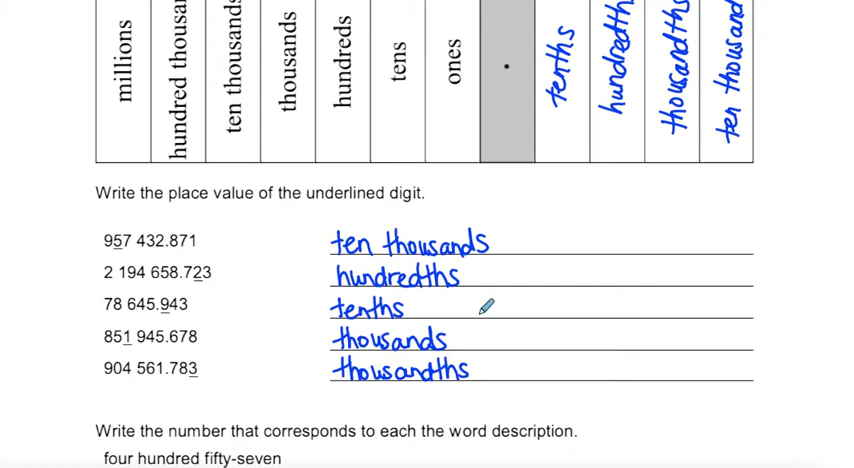 millions
hundred thousan
ten thousands
thousands
hundreds
tens
ones
.
tenths
hundredth
thousandths
ten thousand
Write the place value of the underlined digit.
957 432.871 ten thousands
2 194 658.723 hundredths
78 645.943 tenths
851 945.678 thousands
904 561.783 thousandths
Write the number that corresponds to each the word description.
four hundred fifty-seven